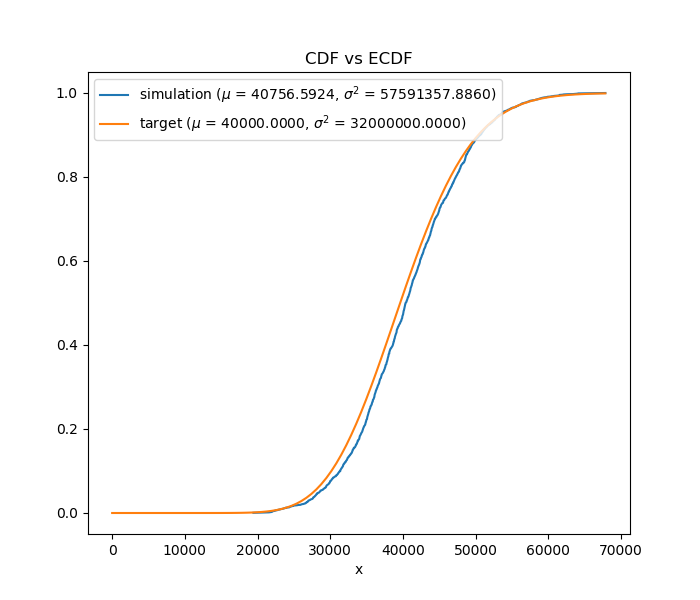 CDF vs ECDF
simulation (μ = 40756.5924, σ² = 57591357.8860)
target (μ = 40000.0000, σ² = 32000000.0000)
1.0
0.8
0.6
0.4
0.2
0.0
0 10000 20000 30000 40000 50000 60000 70000
x